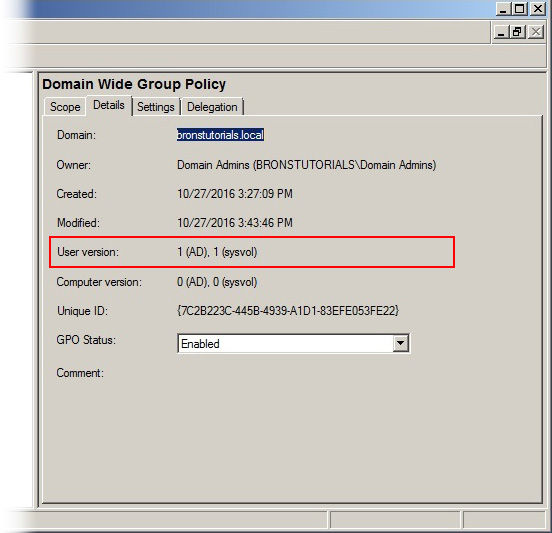 Domain Wide Group Policy
Scope Details Settings Delegation
Domain: bronstutorials.local
Owner: Domain Admins (BRONSTUTORIALS\Domain Admins)
Created: 10/27/2016 3:27:09 PM
Modified: 10/27/2016 3:43:46 PM
User version: 1 (AD), 1 (sysvol)
Computer version: 0 (AD), 0 (sysvol)
Unique ID: {7C2B223C-445B-4939-A1D1-83EFE053FE22}
GPO Status: Enabled
Comment: